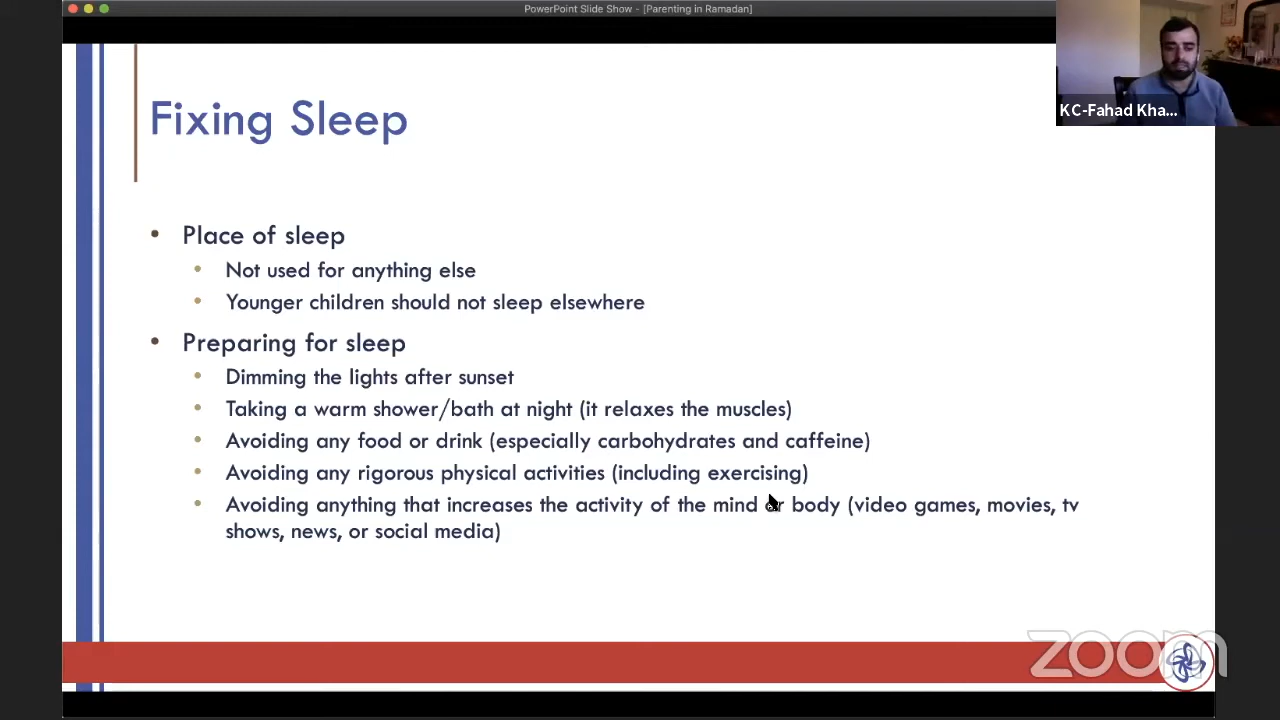 PowerPoint Slide Show - [Parenting in Ramadan]
KC-Fahad Kha...
Fixing Sleep
• Place of sleep
• Not used for anything else
• Younger children should not sleep elsewhere
• Preparing for sleep
• Dimming the lights after sunset
• Taking a warm shower/bath at night (it relaxes the muscles)
• Avoiding any food or drink (especially carbohydrates and caffeine)
• Avoiding any rigorous physical activities (including exercising)
• Avoiding anything that increases the activity of the mind or body (video games, movies, tv
shows, news, or social media)
zoom